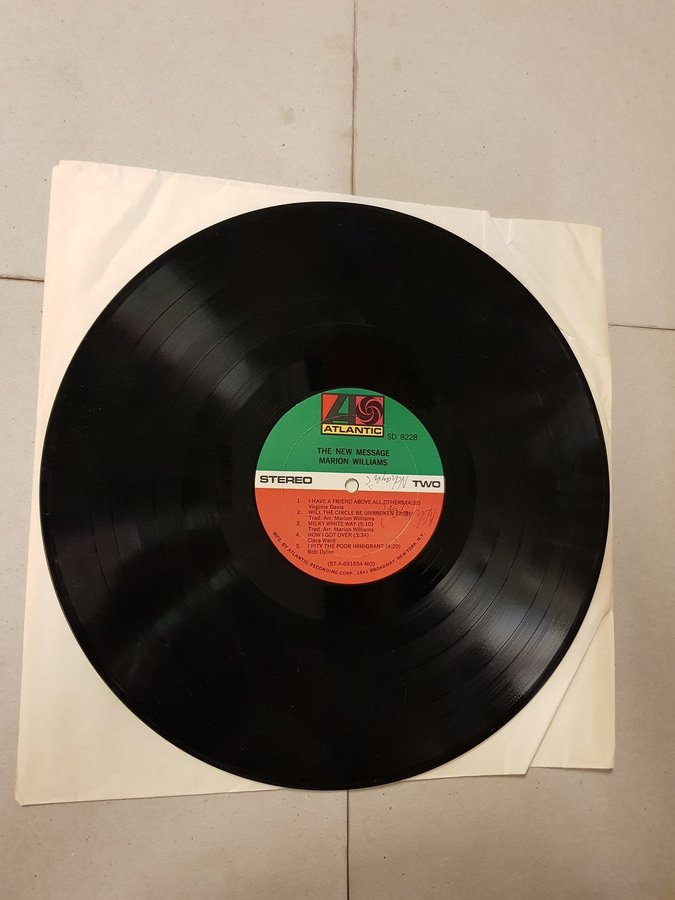 ATLANTIC
SD 8228
THE NEW MESSAGE
MARION WILLIAMS
STEREO
TWO
1. I HAVE A FRIEND ABOVE ALL OTHERS (4:32)
Virginia Davis
2. WILL THE CIRCLE BE UNBROKEN
Trad. Arr. Marion Williams
3. MILKY WHITE WAY (5:10)
Trad. Arr. Marion Williams
4. HOW I GOT OVER (3:34)
Clara Ward
5. I PITY THE POOR IMMIGRANT (4:20)
Bob Dylan
(ST-A 691654-MO)
MFG. BY ATLANTIC RECORDING CORP., 1841 BROADWAY, NEW YORK, N.Y.